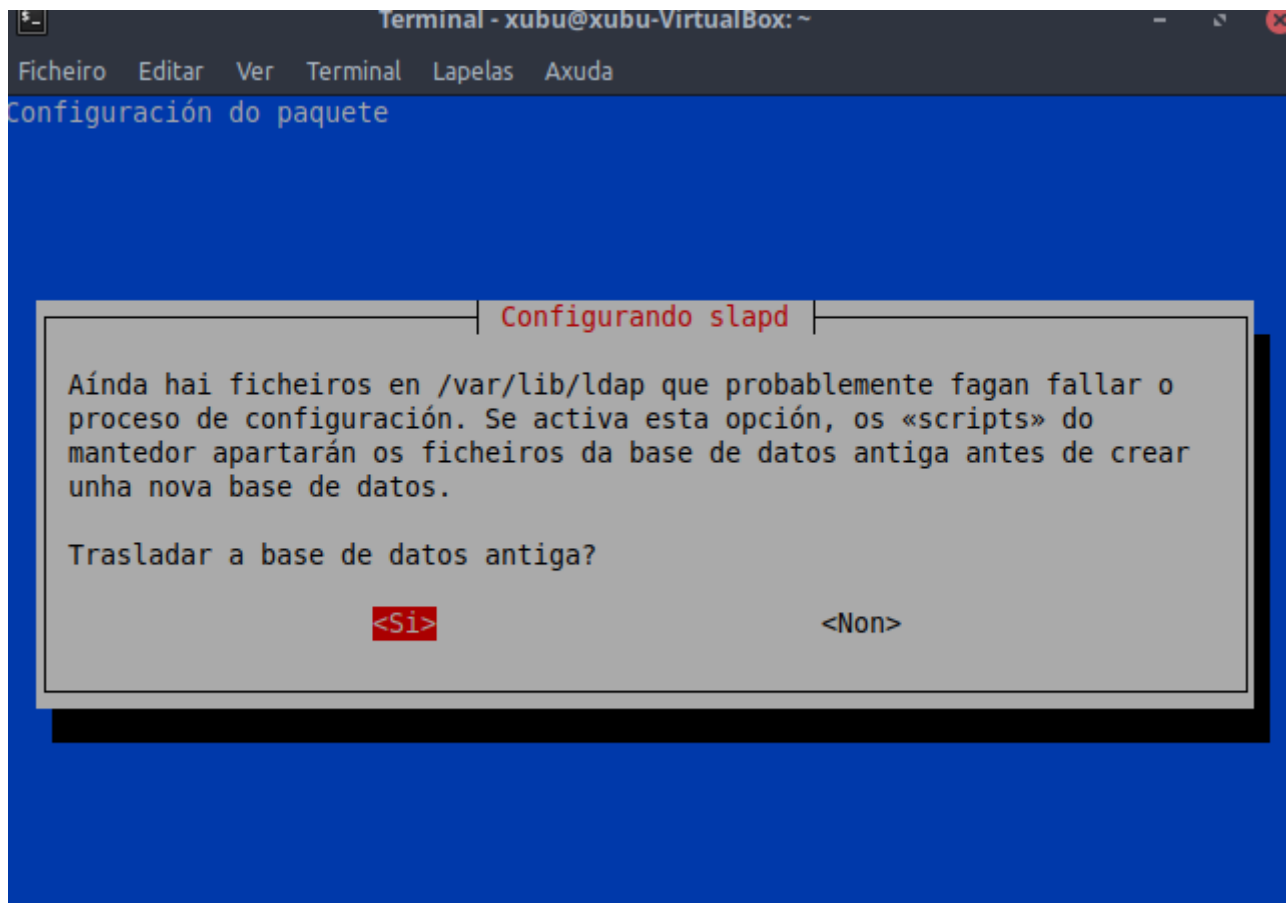 Terminal - xubu@xubu-VirtualBox: ~
Ficheiro Editar Ver Terminal Lapelas Axuda
Configuración do paquete
Configurando slapd
Aínda hai ficheiros en /var/lib/ldap que probablemente fagan fallar o
proceso de configuración. Se activa esta opción, os «scripts» do
mantedor apartarán os ficheiros da base de datos antiga antes de crear
unha nova base de datos.
Trasladar a base de datos antiga?
<Si> <Non>